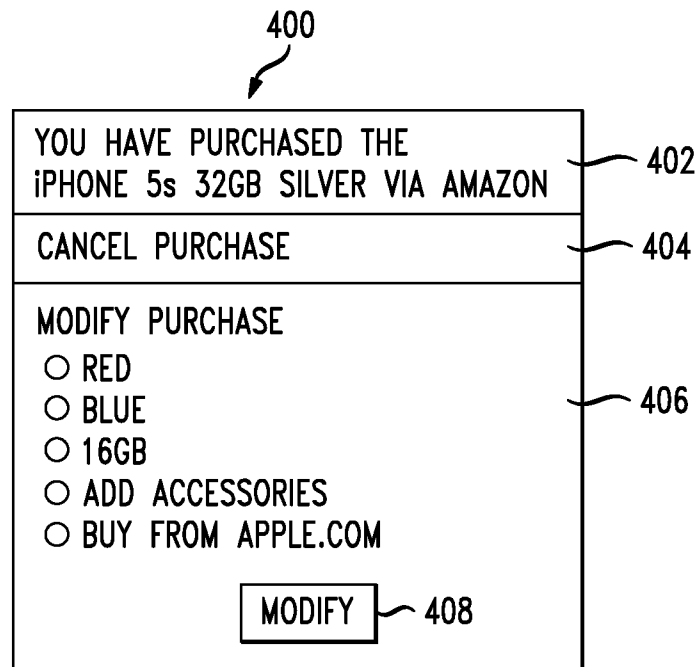 400
YOU HAVE PURCHASED THE
iPHONE 5s 32GB SILVER VIA AMAZON
402
CANCEL PURCHASE
404
MODIFY PURCHASE
RED
BLUE
406
16GB
ADD ACCESSORIES
BUY FROM APPLE.COM
MODIFY
408